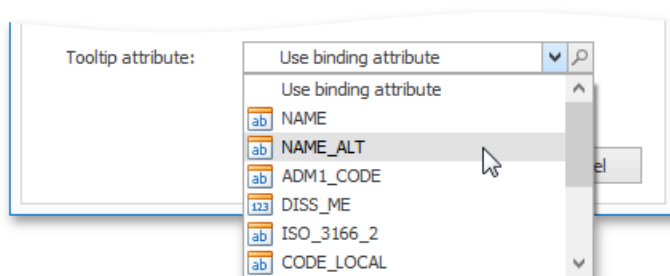 Tooltip attribute: Use binding attribute
Use binding attribute
ab NAME
ab NAME_ALT
ab ADM1_CODE
123 DISS_ME
ab ISO_3166_2
ab CODE_LOCAL
el